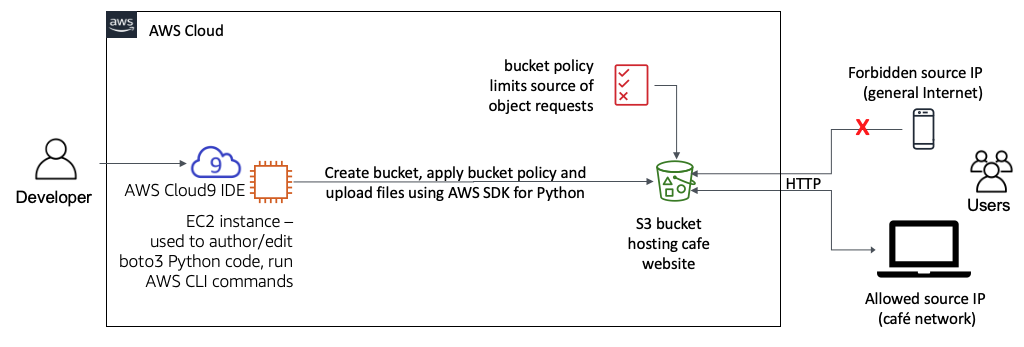 aws
AWS Cloud
bucket policy
limits source of
object requests
Forbidden source IP
(general Internet)
X
Developer
9
AWS Cloud9 IDE
EC2 instance –
used to author/edit
boto3 Python code, run
AWS CLI commands
Create bucket, apply bucket policy and
upload files using AWS SDK for Python
S3 bucket
hosting cafe
website
HTTP
Users
Allowed source IP
(café network)